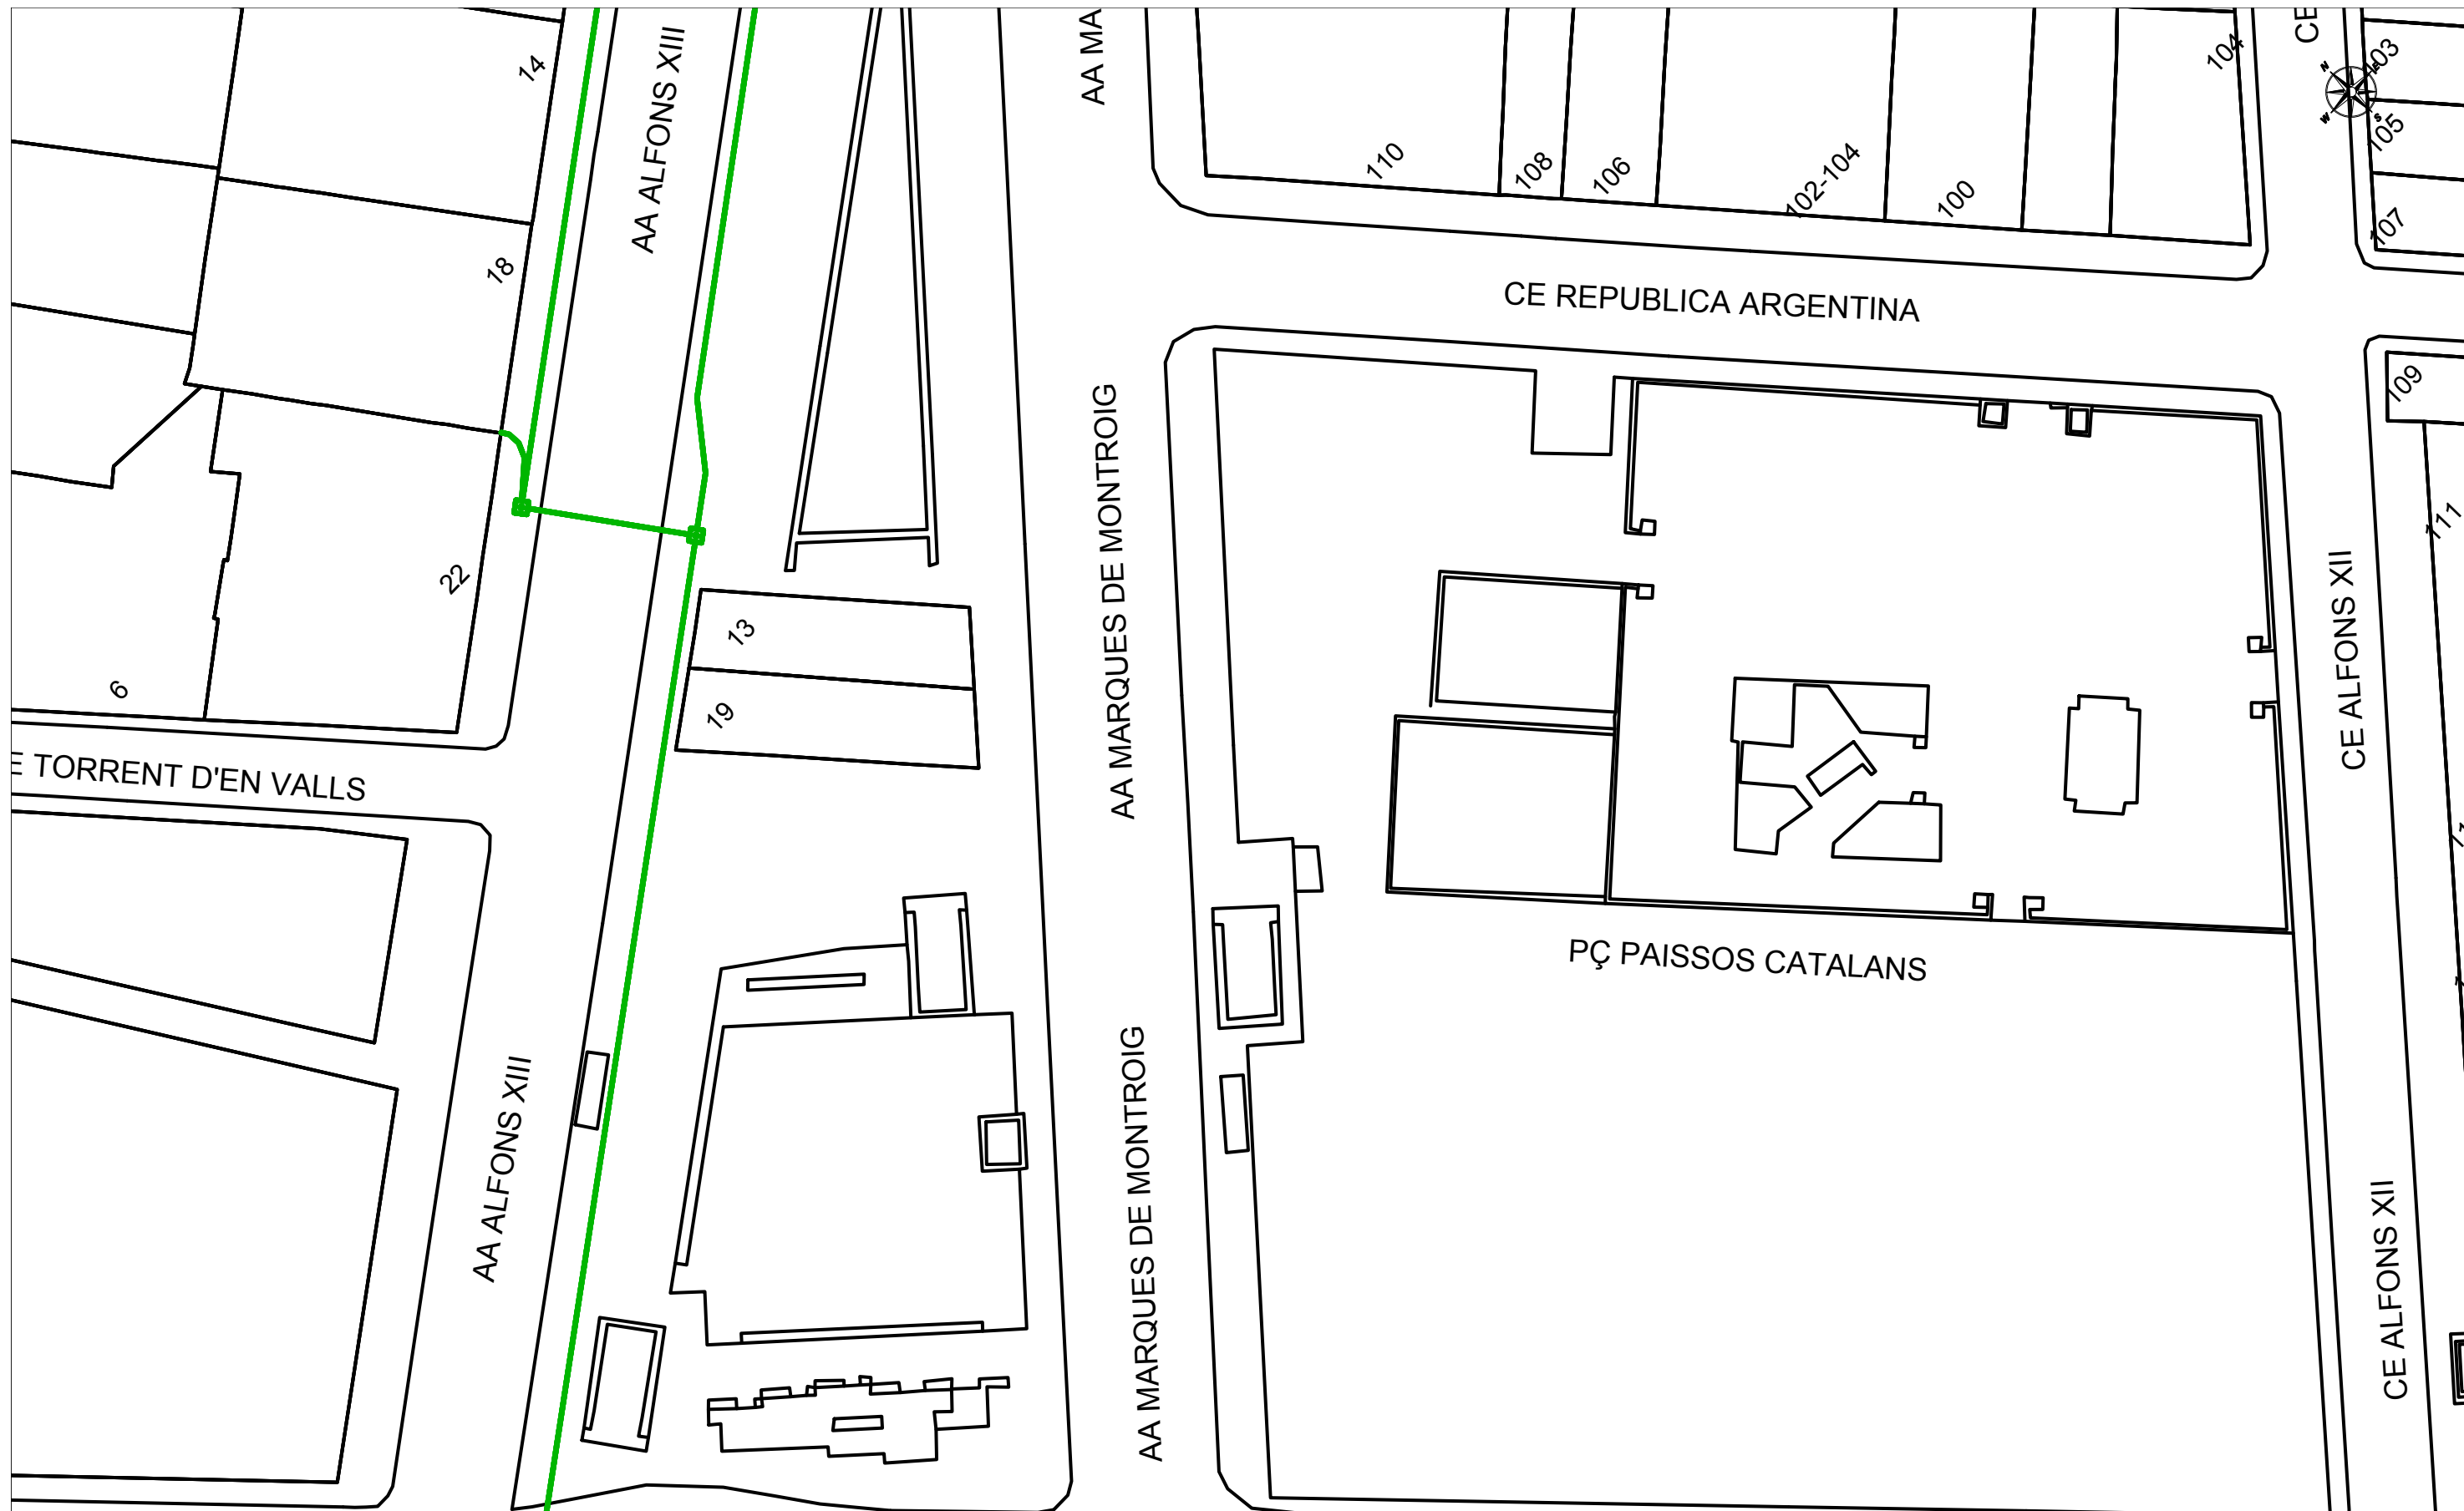 14
AA ALFONS XIII
AA MA
CE
103
104
N
W
S
105
110
108
106
102-104
100
107
18
CE REPUBLICA ARGENTINA
109
AA MARQUES DE MONTROIG
111
22
13
CE ALFONS XII
6
19
E TORRENT D'EN VALLS
PÇ PAISSOS CATALANS
AA ALFONS XIII
AA MARQUES DE MONTROIG
CE ALFONS XII